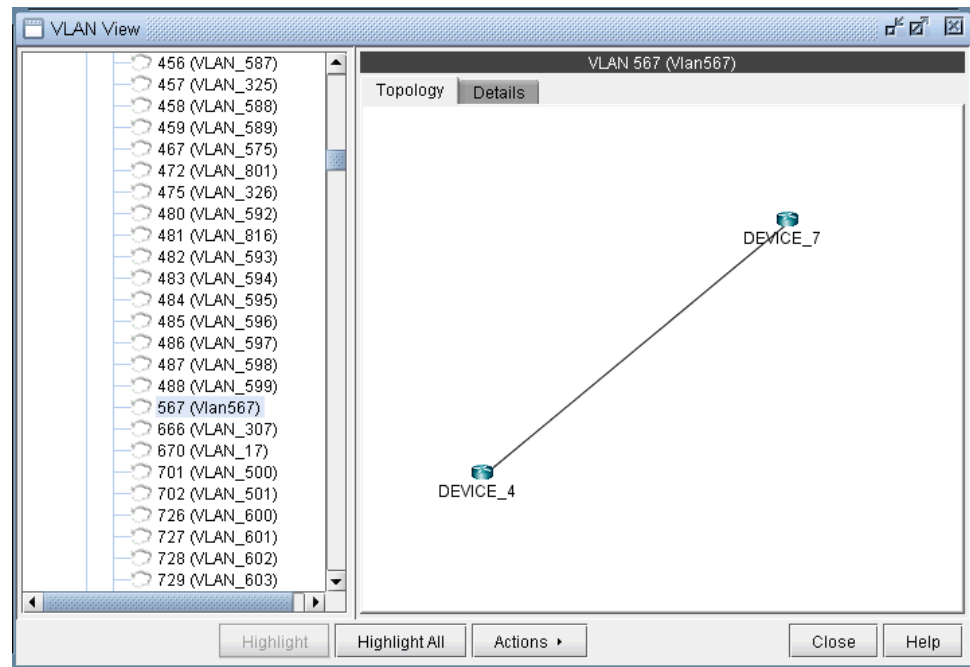 VLAN View
456 (VLAN_587)
457 (VLAN_325)
458 (VLAN_588)
459 (VLAN_589)
467 (VLAN_575)
472 (VLAN_801)
475 (VLAN_326)
480 (VLAN_592)
481 (VLAN_816)
482 (VLAN_593)
483 (VLAN_594)
484 (VLAN_595)
485 (VLAN_596)
486 (VLAN_597)
487 (VLAN_598)
488 (VLAN_599)
567 (Vlan567)
666 (VLAN_307)
670 (VLAN_17)
701 (VLAN_500)
702 (VLAN_501)
726 (VLAN_600)
727 (VLAN_601)
728 (VLAN_602)
729 (VLAN_603)
VLAN 567 (Vlan567)
Topology Details
DEVICE_7
DEVICE_4
Highlight Highlight All Actions Close Help